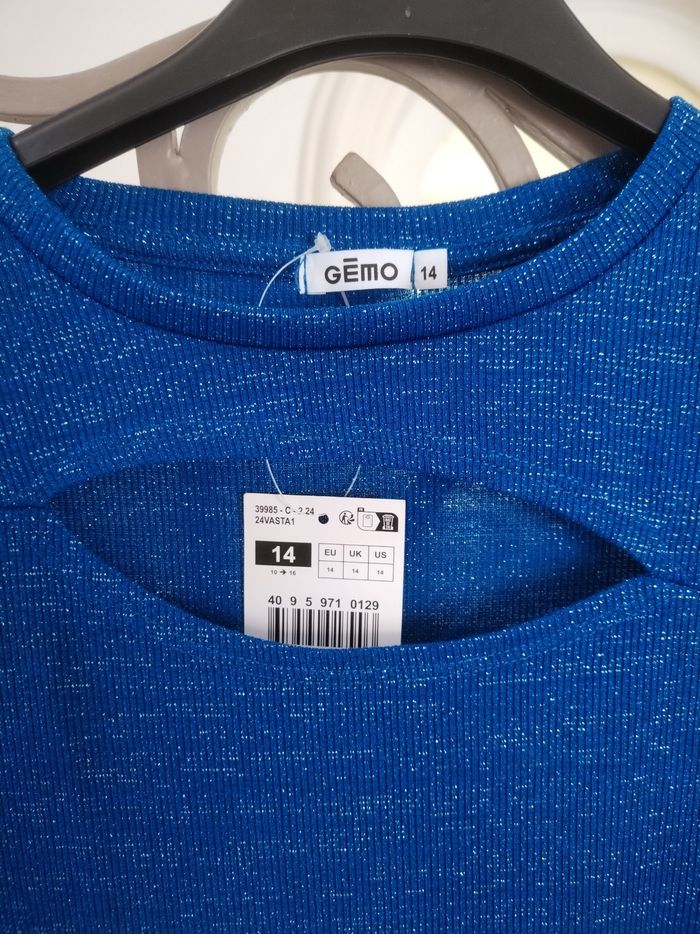 GĒMO
14
39985 - C - 2.24
24VASTA1
14
10 → 16
EU UK US
14 14 14
40 9 5 971 0129